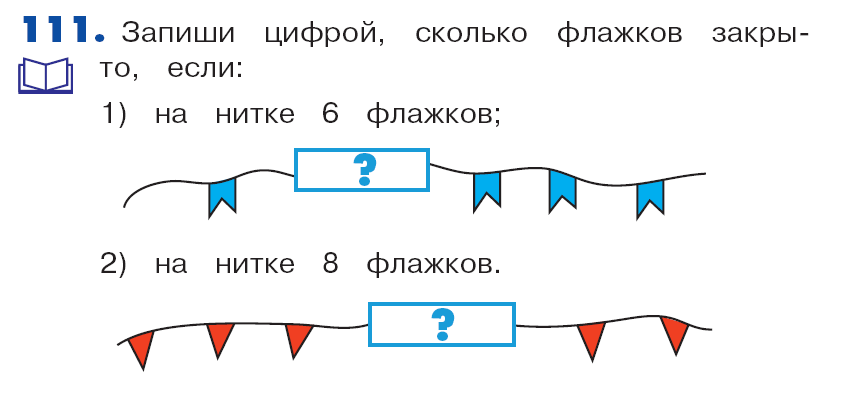 111. Запиши цифрой, сколько флажков закры-
то, если:
1) на нитке 6 флажков;
?
2) на нитке 8 флажков.
?